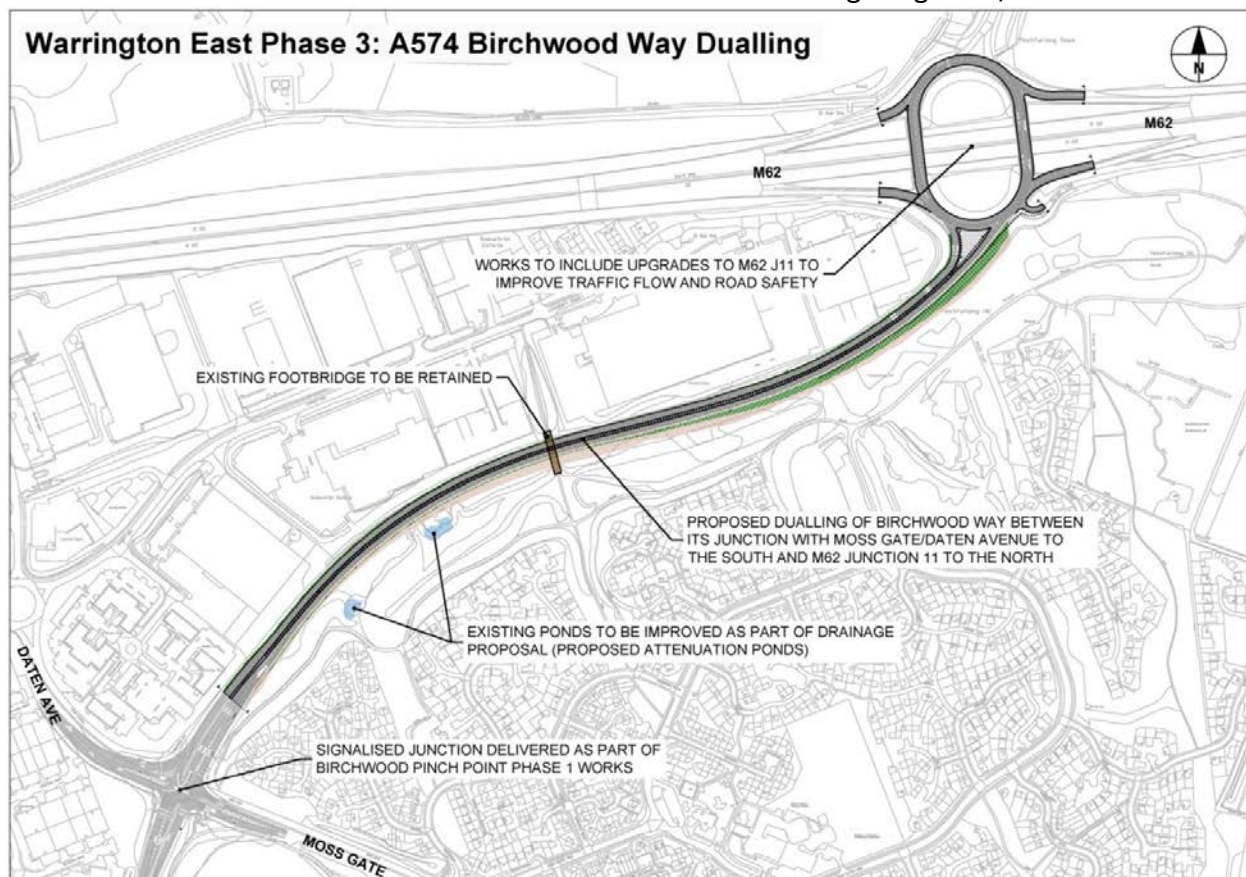 Warrington East Phase 3: A574 Birchwood Way Dualling
N
M62
M62
WORKS TO INCLUDE UPGRADES TO M62 J11 TO
IMPROVE TRAFFIC FLOW AND ROAD SAFETY
EXISTING FOOTBRIDGE TO BE RETAINED
PROPOSED DUALLING OF BIRCHWOOD WAY BETWEEN
ITS JUNCTION WITH MOSS GATE/DATEN AVENUE TO
THE SOUTH AND M62 JUNCTION 11 TO THE NORTH
EXISTING PONDS TO BE IMPROVED AS PART OF DRAINAGE
PROPOSAL (PROPOSED ATTENUATION PONDS)
DATEN AVE
SIGNALISED JUNCTION DELIVERED AS PART OF
BIRCHWOOD PINCH POINT PHASE 1 WORKS
MOSS GATE